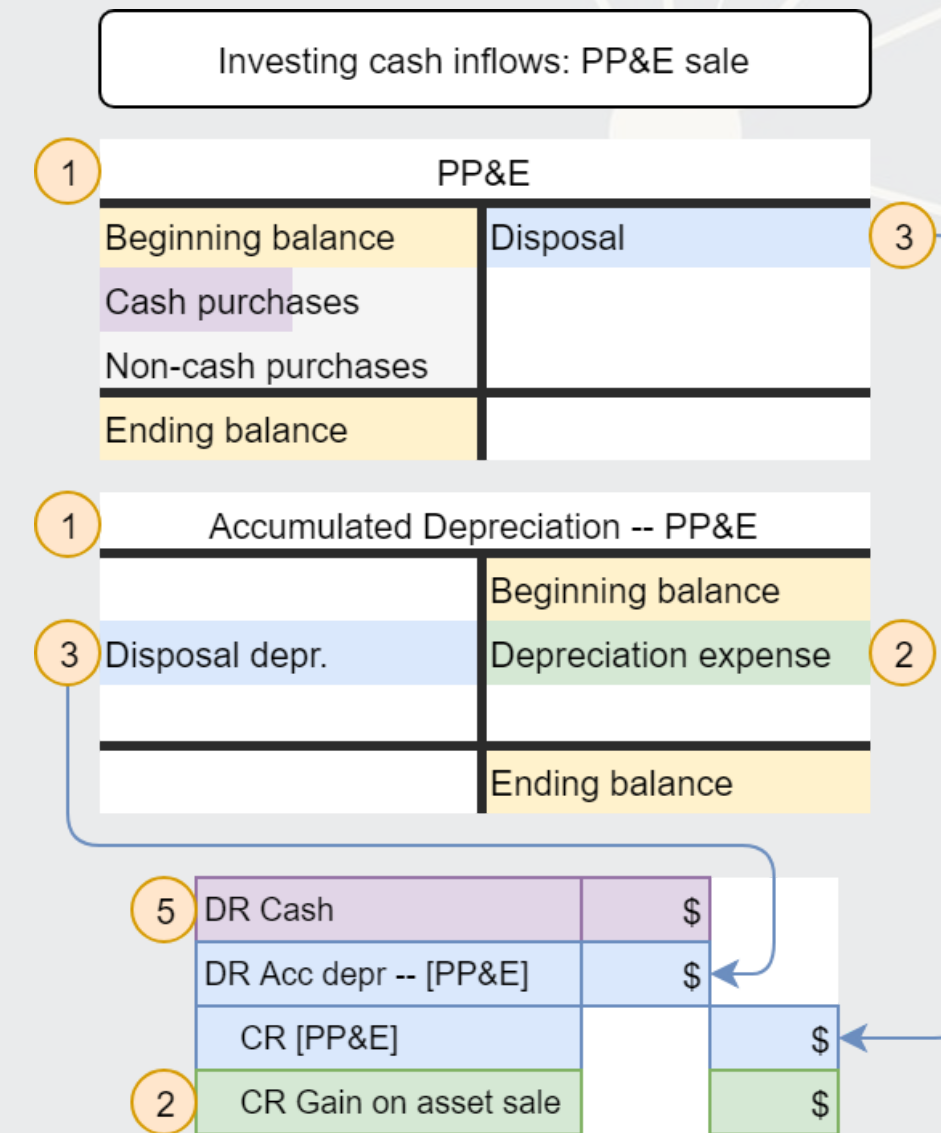 Investing cash inflows: PP&E sale
1
PP&E
Beginning balance
Disposal
3
Cash purchases
Non-cash purchases
Ending balance
1
Accumulated Depreciation -- PP&E
Beginning balance
3
Disposal depr.
Depreciation expense
2
Ending balance
5
DR Cash
$
DR Acc depr -- [PP&E]
$
CR [PP&E]
$
2
CR Gain on asset sale
$